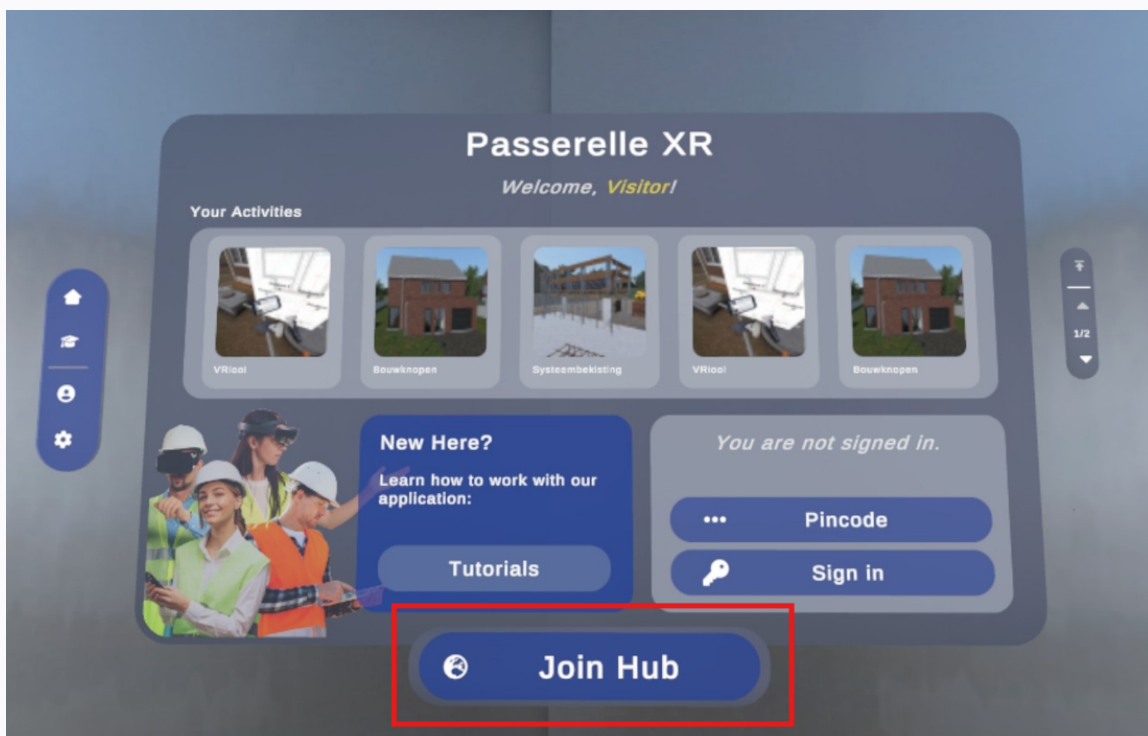 Passerelle XR
Welcome, Visitor!
Your Activities
VRiool
Bouwknopen
Systeembekisting
VRiool
Bouwknopen
1/2
New Here?
Learn how to work with our
application:
Tutorials
You are not signed in.
Pincode
Sign in
Join Hub